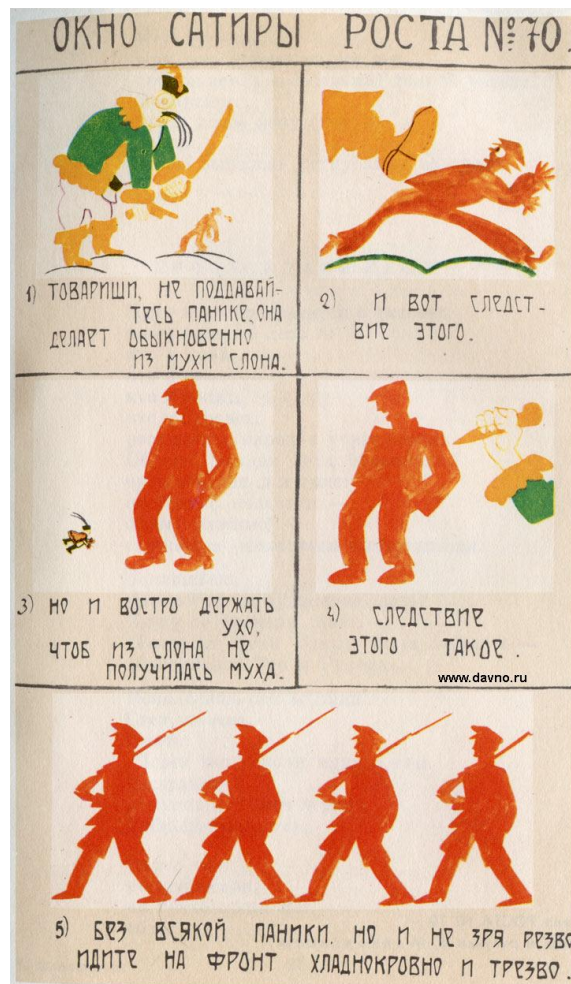 ОКНО САТИРЫ РОСТА №70.
1) ТОВАРИЩИ, НЕ ПОДДАВАЙ-
ТЕСЬ ПАНИКЕ, ОНА
ДЕЛАЕТ ОБЫКНОВЕННО
ИЗ МУХИ СЛОНА.
2) И ВОТ СЛЕДСТ-
ВИЕ ЭТОГО.
3) НО И ВОСТРО ДЕРЖАТЬ
УХО,
ЧТОБ ИЗ СЛОНА НЕ
ПОЛУЧИЛАСЬ МУХА.
4) СЛЕДСТВИЕ
ЭТОГО ТАКОЕ.
www.davno.ru
5) БЕЗ ВСЯКОЙ ПАНИКИ. НО И НЕ ЗРЯ РЕЗВО
ИДИТЕ НА ФРОНТ ХЛАДНОКРОВНО И ТРЕЗВО.